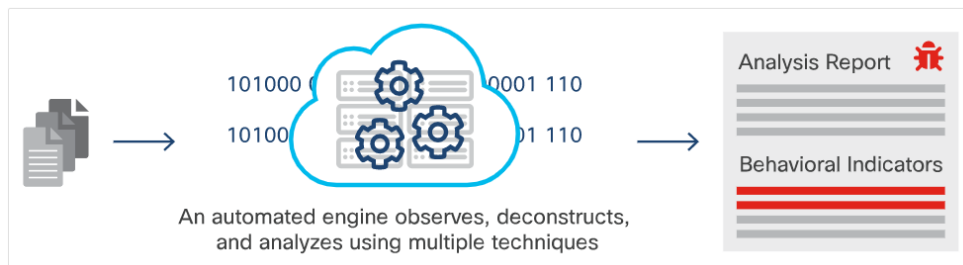 Analysis Report
101000 0001 110
10100 01 110
Behavioral Indicators
An automated engine observes, deconstructs,
and analyzes using multiple techniques